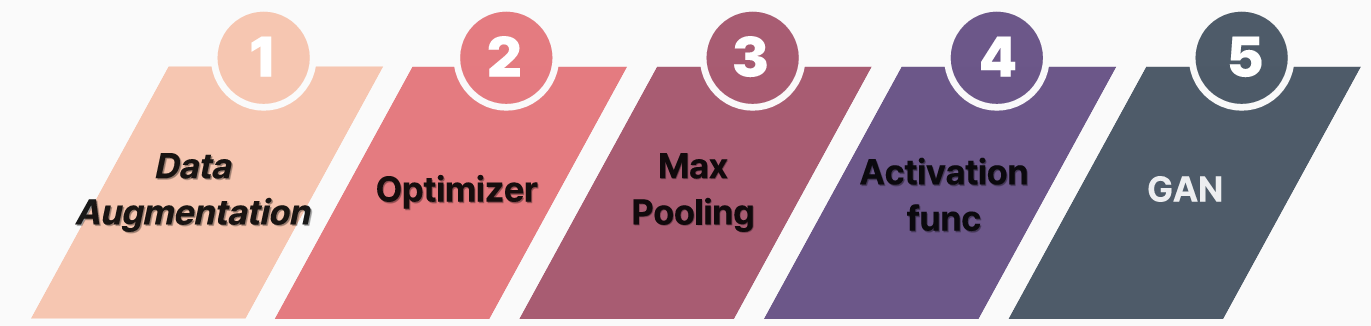 1
Data
Augmentation
2
Optimizer
3
Max
Pooling
4
Activation
func
5
GAN